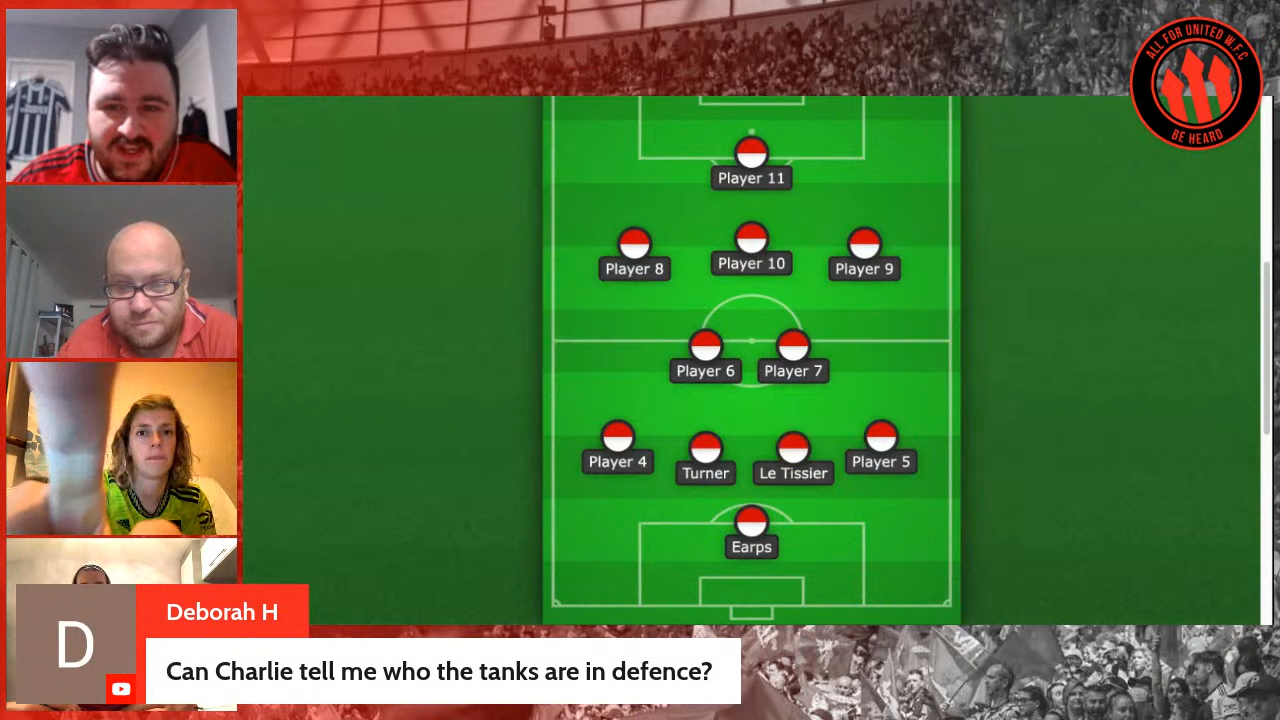 ALL FOR UNITED W.F.C
BE HEARD
Player 11
Player 8
Player 10
Player 9
Player 6
Player 7
Player 4
Turner
Le Tissier
Player 5
Earps
D
Deborah H
Can Charlie tell me who the tanks are in defence?